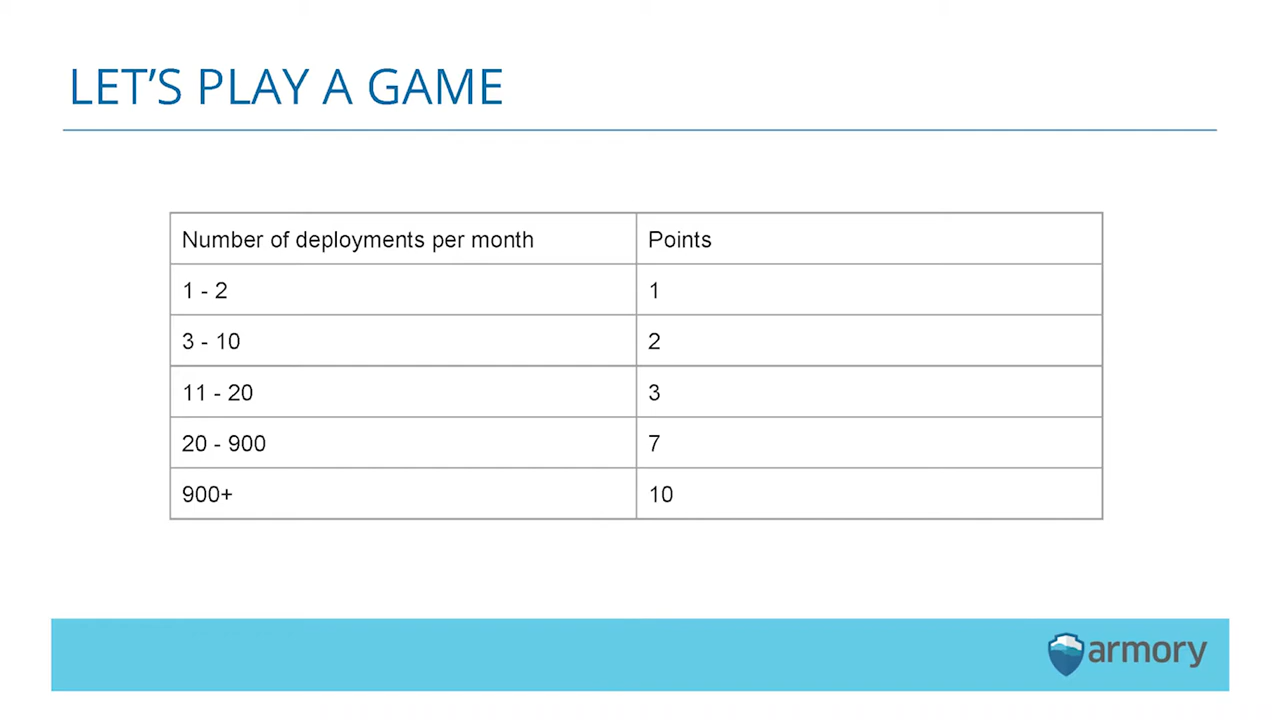 LET’S PLAY A GAME
Number of deployments per month Points
1 - 2 1
3 - 10 2
11 - 20 3
20 - 900 7
900+ 10
armory